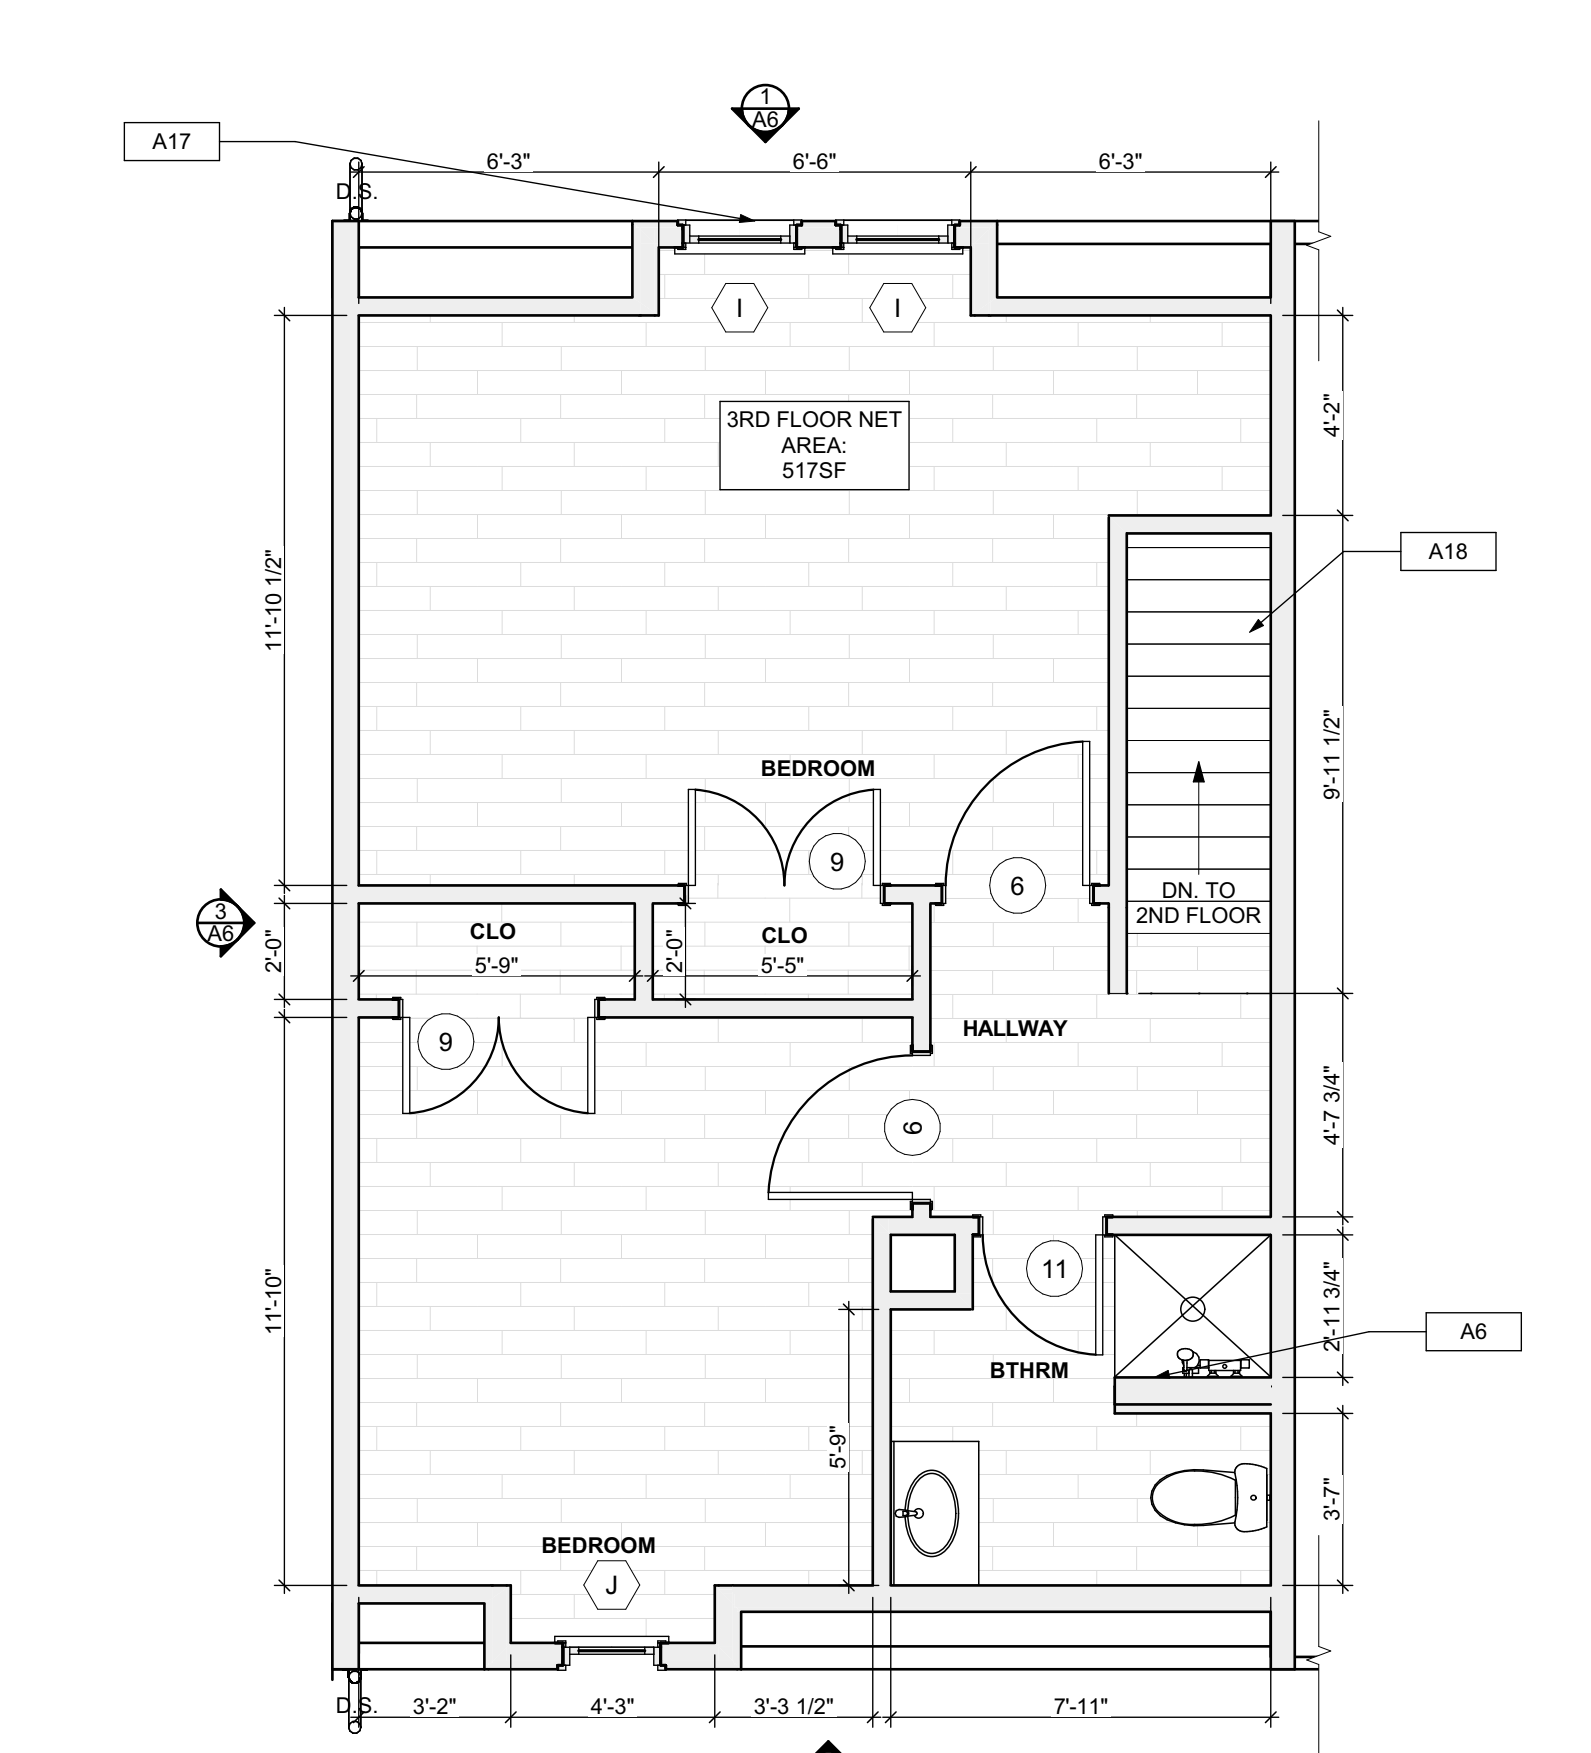 1
A6
A17
6'-3"
6'-6"
6'-3"
D.S.
I
I
4'-2"
3RD FLOOR NET
AREA:
517SF
A18
11'-10 1/2"
9'-11 1/2"
BEDROOM
9
6
DN. TO
2ND FLOOR
3
A6
2'-0"
CLO
5'-9"
2'-0"
CLO
5'-5"
9
HALLWAY
6
4'-7 3/4"
11
11'-10"
2'-11 3/4"
A6
BTHRM
5'-9"
3'-7"
BEDROOM
J
D.S.
3'-2"
4'-3"
3'-3 1/2"
7'-11"